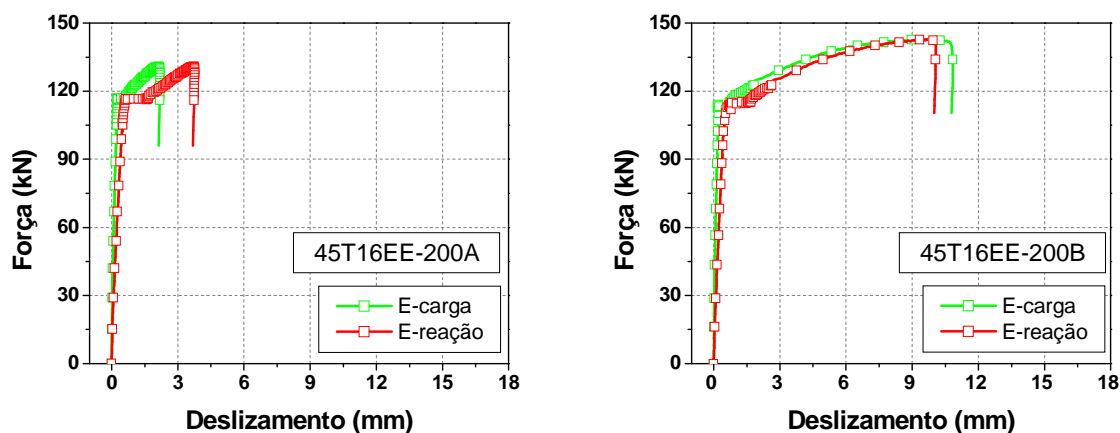 150
120
90
60
30
0
Força (kN)
45T16EE-200A
E-carga
E-reação
0 3 6 9 12 15 18
Deslizamento (mm)
150
120
90
60
30
0
Força (kN)
45T16EE-200B
E-carga
E-reação
0 3 6 9 12 15 18
Deslizamento (mm)